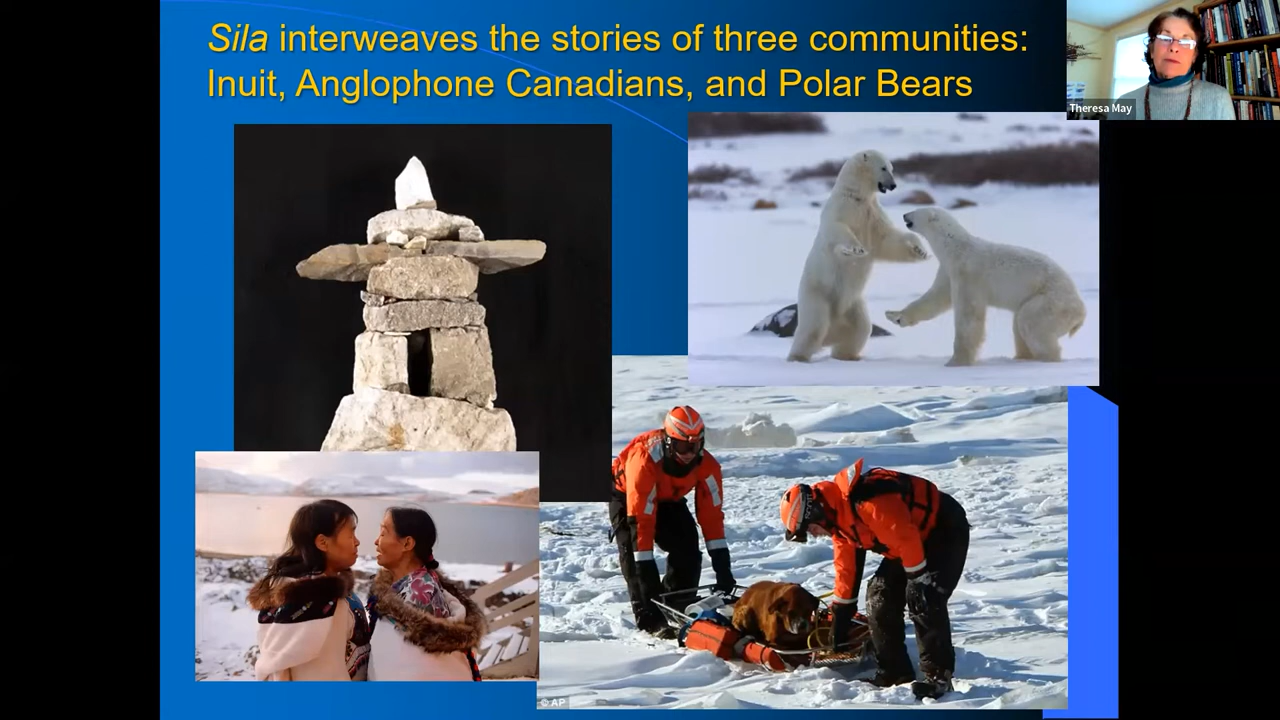 Sila interweaves the stories of three communities:
Inuit, Anglophone Canadians, and Polar Bears
Theresa May
© AP